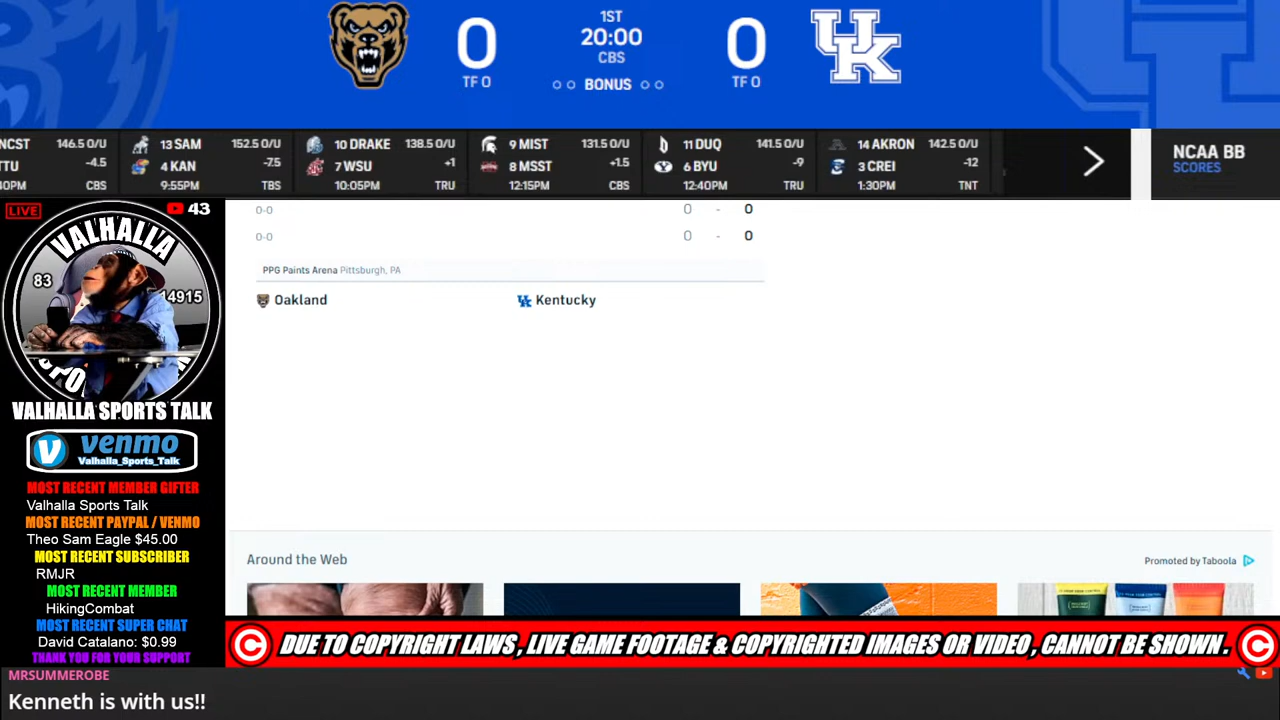 0
TF 0
1ST
20:00
CBS
BONUS
0
TF 0
UK
NCST 146.5 O/U
TTU -4.5
CBS
13 SAM 152.5 O/U
4 KAN -7.5
9:55PM TBS
10 DRAKE 138.5 O/U
7 WSU +1
10:05PM TRU
9 MIST 131.5 O/U
8 MSST +1.5
12:15PM CBS
11 DUQ 141.5 O/U
6 BYU -9
12:40PM TRU
14 AKRON 142.5 O/U
3 CREI -12
1:30PM TNT
NCAA BB
SCORES
LIVE
43
VALHALLA
83
14915
SPO
VALHALLA SPORTS TALK
venmo
Valhalla_Sports_Talk
MOST RECENT MEMBER GIFTER
Valhalla Sports Talk
MOST RECENT PAYPAL / VENMO
Theo Sam Eagle $45.00
MOST RECENT SUBSCRIBER
RMJR
MOST RECENT MEMBER
HikingCombat
MOST RECENT SUPER CHAT
David Catalano: $0.99
THANK YOU FOR YOUR SUPPORT
0-0 0 - 0
0-0 0 - 0
PPG Paints Arena Pittsburgh, PA
Oakland Kentucky
Around the Web Promoted by Taboola
© DUE TO COPYRIGHT LAWS , LIVE GAME FOOTAGE & COPYRIGHTED IMAGES OR VIDEO , CANNOT BE SHOWN . ©
MRSUMMEROBE
Kenneth is with us!!